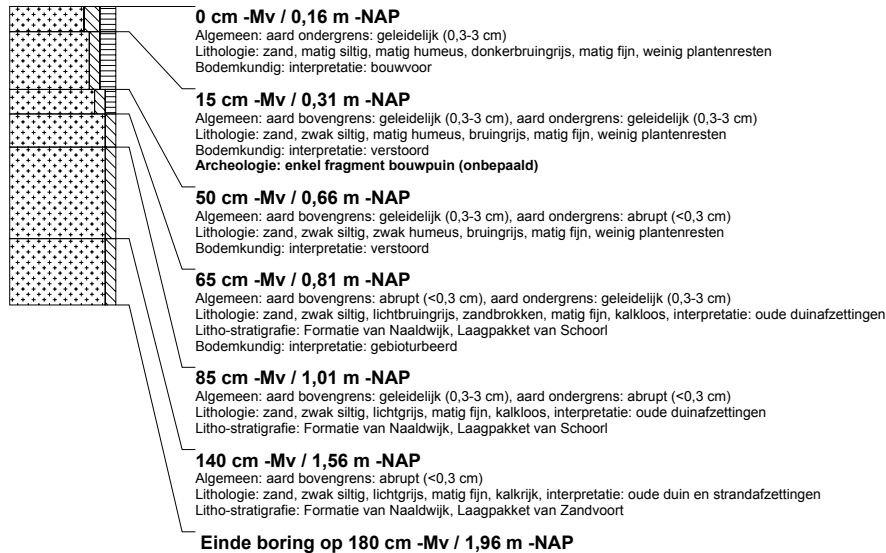 0 cm -Mv / 0,16 m -NAP
Algemeen: aard ondergrens: geleidelijk (0,3-3 cm)
Lithologie: zand, matig siltig, matig humeus, donkerbruingrijs, matig fijn, weinig plantenresten
Bodemkundig: interpretatie: bouwvoor
15 cm -Mv / 0,31 m -NAP
Algemeen: aard bovengrens: geleidelijk (0,3-3 cm), aard ondergrens: geleidelijk (0,3-3 cm)
Lithologie: zand, zwak siltig, matig humeus, bruingrijs, matig fijn, weinig plantenresten
Bodemkundig: interpretatie: verstoord
Archeologie: enkel fragment bouwpuin (onbepaald)
50 cm -Mv / 0,66 m -NAP
Algemeen: aard bovengrens: geleidelijk (0,3-3 cm), aard ondergrens: abrupt (<0,3 cm)
Lithologie: zand, zwak siltig, zwak humeus, bruingrijs, matig fijn, weinig plantenresten
Bodemkundig: interpretatie: verstoord
65 cm -Mv / 0,81 m -NAP
Algemeen: aard bovengrens: abrupt (<0,3 cm), aard ondergrens: geleidelijk (0,3-3 cm)
Lithologie: zand, zwak siltig, lichtbruingrijs, zandbrokken, matig fijn, kalkloos, interpretatie: oude duinafzettingen
Litho-stratigrafie: Formatie van Naaldwijk, Laagpakket van Schoorl
Bodemkundig: interpretatie: gebioturbeerd
85 cm -Mv / 1,01 m -NAP
Algemeen: aard bovengrens: geleidelijk (0,3-3 cm), aard ondergrens: abrupt (<0,3 cm)
Lithologie: zand, zwak siltig, lichtgrijs, matig fijn, kalkloos, interpretatie: oude duinafzettingen
Litho-stratigrafie: Formatie van Naaldwijk, Laagpakket van Schoorl
140 cm -Mv / 1,56 m -NAP
Algemeen: aard bovengrens: abrupt (<0,3 cm)
Lithologie: zand, zwak siltig, lichtgrijs, matig fijn, kalkrijk, interpretatie: oude duin en strandafzettingen
Litho-stratigrafie: Formatie van Naaldwijk, Laagpakket van Zandvoort
Einde boring op 180 cm -Mv / 1,96 m -NAP